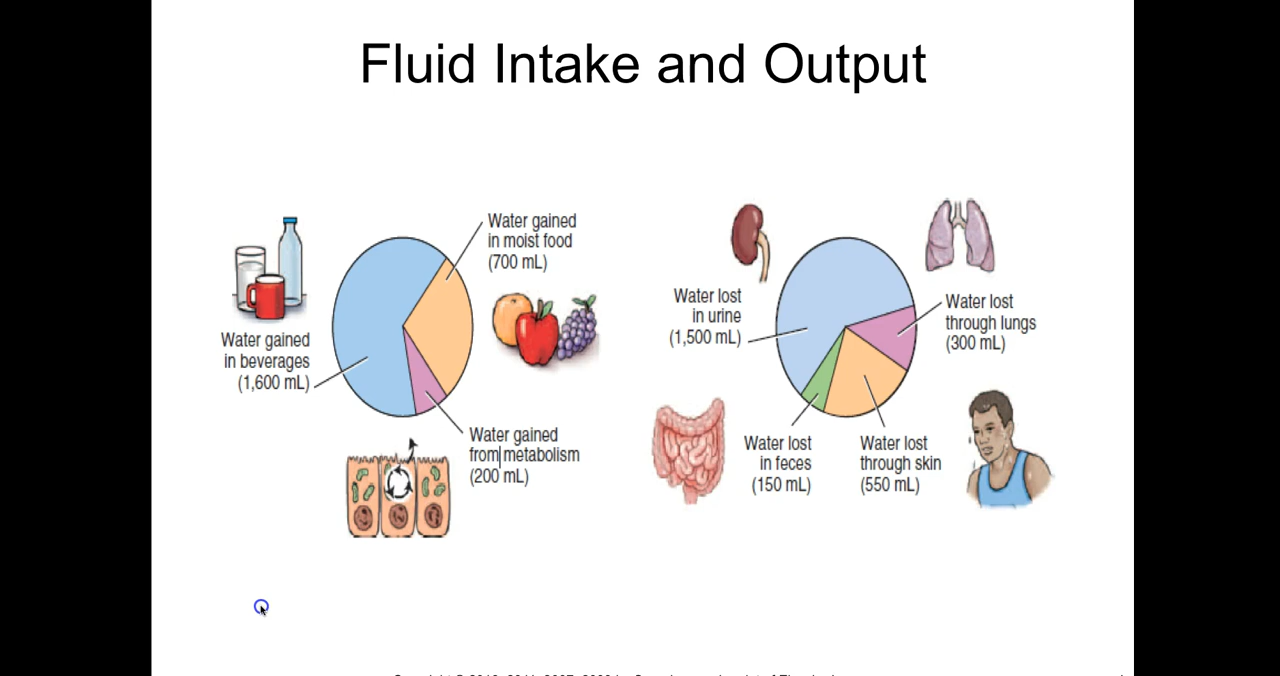 Fluid Intake and Output
Water gained
in moist food
(700 mL)
Water gained
in beverages
(1,600 mL)
Water gained
from metabolism
(200 mL)
Water lost
in urine
(1,500 mL)
Water lost
through lungs
(300 mL)
Water lost
in feces
(150 mL)
Water lost
through skin
(550 mL)